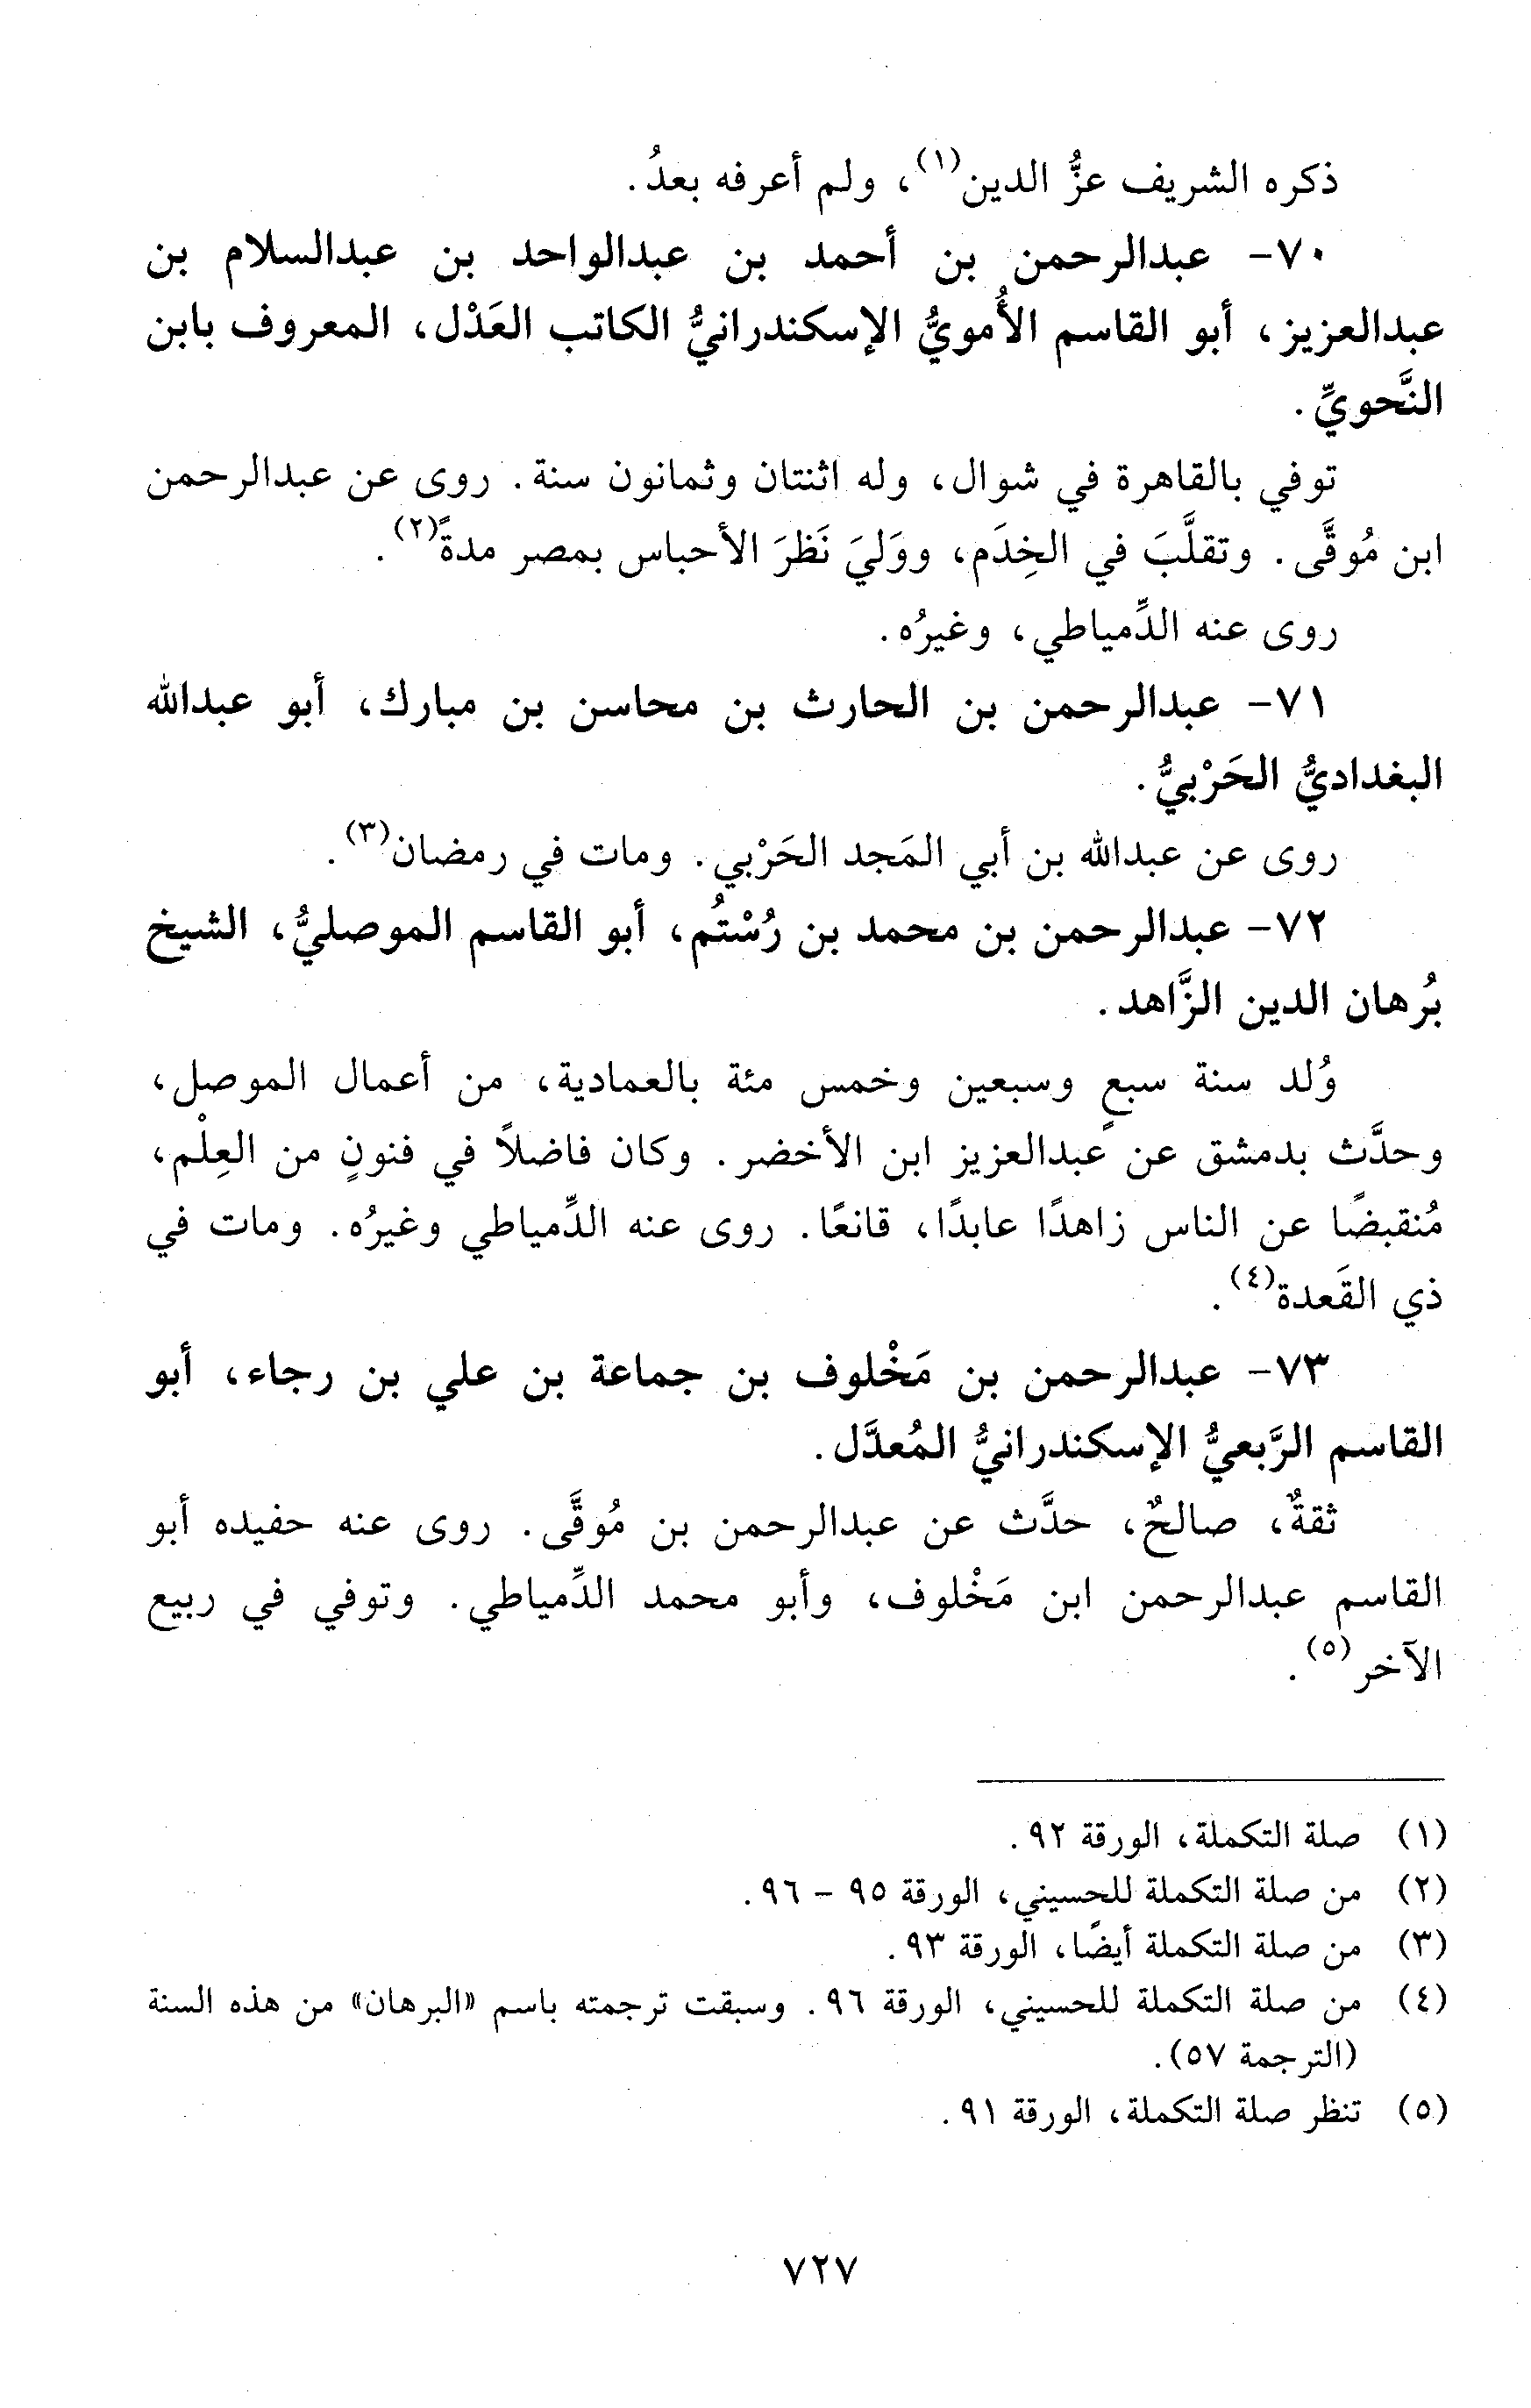 ذكره الشريف عزُّ الدين(١)، ولم أعرفه بعدُ.
٧٠- عبدالرحمن بن أحمد بن عبدالواحد بن عبدالسلام بن
عبدالعزيز، أبو القاسم الأُمويُّ الإسكندرانيُّ الكاتب العَدْل، المعروف بابن
النَّحويِّ.
توفي بالقاهرة في شوال، وله اثنتان وثمانون سنة. روى عن عبدالرحمن
ابن مُوقَّى. وتقلَّبَ في الخِدَم، ووَليَ نَظرَ الأحباس بمصر مدةً(٢).
روى عنه الدِّمياطي، وغيرُه.
٧١- عبدالرحمن بن الحارث بن محاسن بن مبارك، أبو عبدالله
البغداديُّ الحَرْبيُّ.
روى عن عبدالله بن أبي المَجد الحَرْبي. ومات في رمضان(٣).
٧٢- عبدالرحمن بن محمد بن رُسْتُم، أبو القاسم الموصليُّ، الشيخ
بُرهان الدين الزَّاهد.
وُلد سنة سبعٍ وسبعين وخمس مئة بالعمادية، من أعمال الموصل،
وحدَّث بدمشق عن عبدالعزيز ابن الأخضر. وكان فاضلاً في فنونٍ من العِلْم،
مُنقبضًا عن الناس زاهدًا عابدًا، قانعًا. روى عنه الدِّمياطي وغيرُه. ومات في
ذي القَعدة(٤).
٧٣- عبدالرحمن بن مَخْلوف بن جماعة بن علي بن رجاء، أبو
القاسم الرَّبعيُّ الإسكندرانيُّ المُعدَّل.
ثقةٌ، صالحٌ، حدَّث عن عبدالرحمن بن مُوقَّى. روى عنه حفيده أبو
القاسم عبدالرحمن ابن مَخْلوف، وأبو محمد الدِّمياطي. وتوفي في ربيع
الآخر(٥).
(١) صلة التكملة، الورقة ٩٢.
(٢) من صلة التكملة للحسيني، الورقة ٩٥ - ٩٦.
(٣) من صلة التكملة أيضًا، الورقة ٩٣.
(٤) من صلة التكملة للحسيني، الورقة ٩٦. وسبقت ترجمته باسم «البرهان» من هذه السنة
(الترجمة ٥٧).
(٥) تنظر صلة التكملة، الورقة ٩١.
٧٢٧